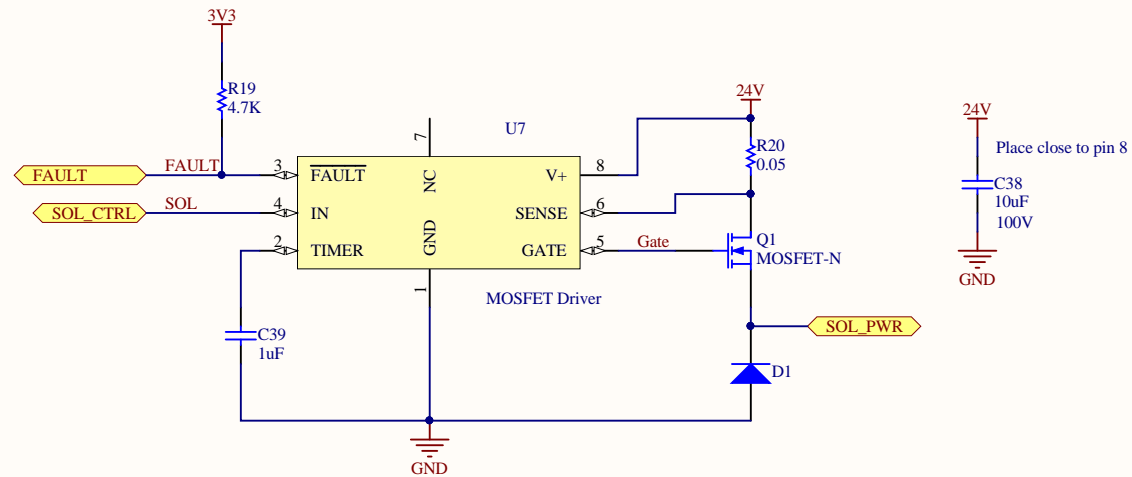 3V3
R19
4.7K
FAULT
FAULT
SOL_CTRL
SOL
3
4
2
FAULT
IN
TIMER
7
NC
GND
1
U7
V+
SENSE
GATE
8
6
5
MOSFET Driver
Gate
24V
R20
0.05
Q1
MOSFET-N
SOL_PWR
D1
C39
1uF
GND
24V
Place close to pin 8
C38
10uF
100V
GND